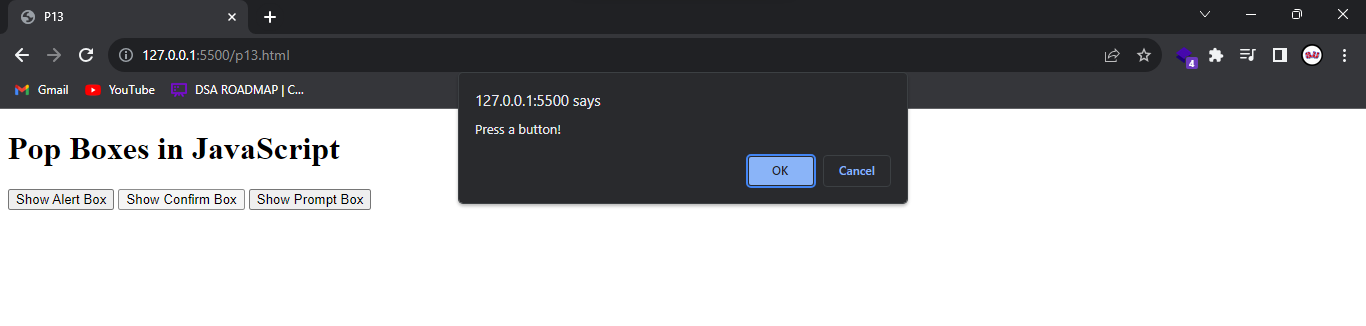 P13
127.0.0.1:5500/p13.html
4
Gmail
YouTube
DSA ROADMAP | C...
127.0.0.1:5500 says
Press a button!
OK
Cancel
Pop Boxes in JavaScript
Show Alert Box
Show Confirm Box
Show Prompt Box